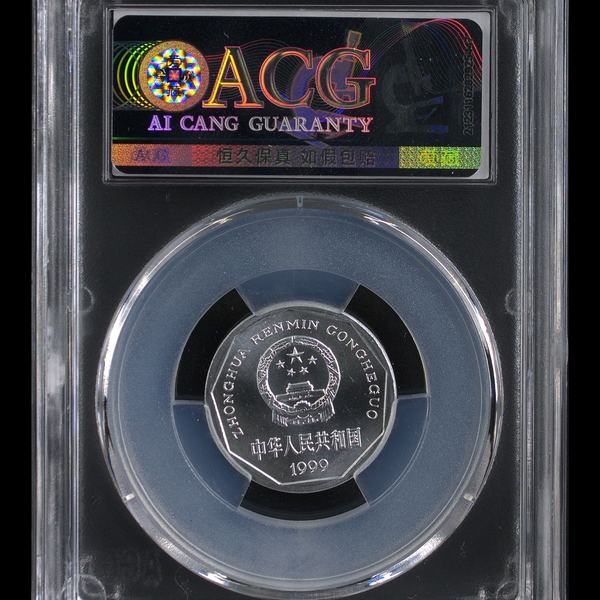 ACG
AI CANG GUARANTY
ACG 恒久保真 如假包赔
ZHONGHUA RENMIN GONGHEGUO
中华人民共和国
1999